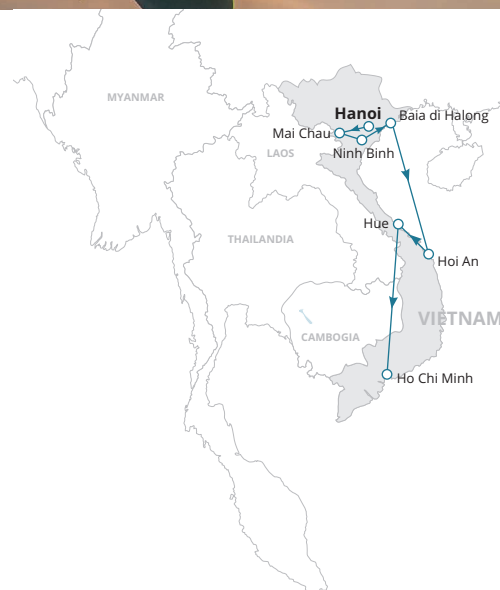 MYANMAR
Hanoi
Baia di Halong
Mai Chau
LAOS
Ninh Binh
Hue
THAILANDIA
Hoi An
VIETNAM
CAMBOGIA
Ho Chi Minh